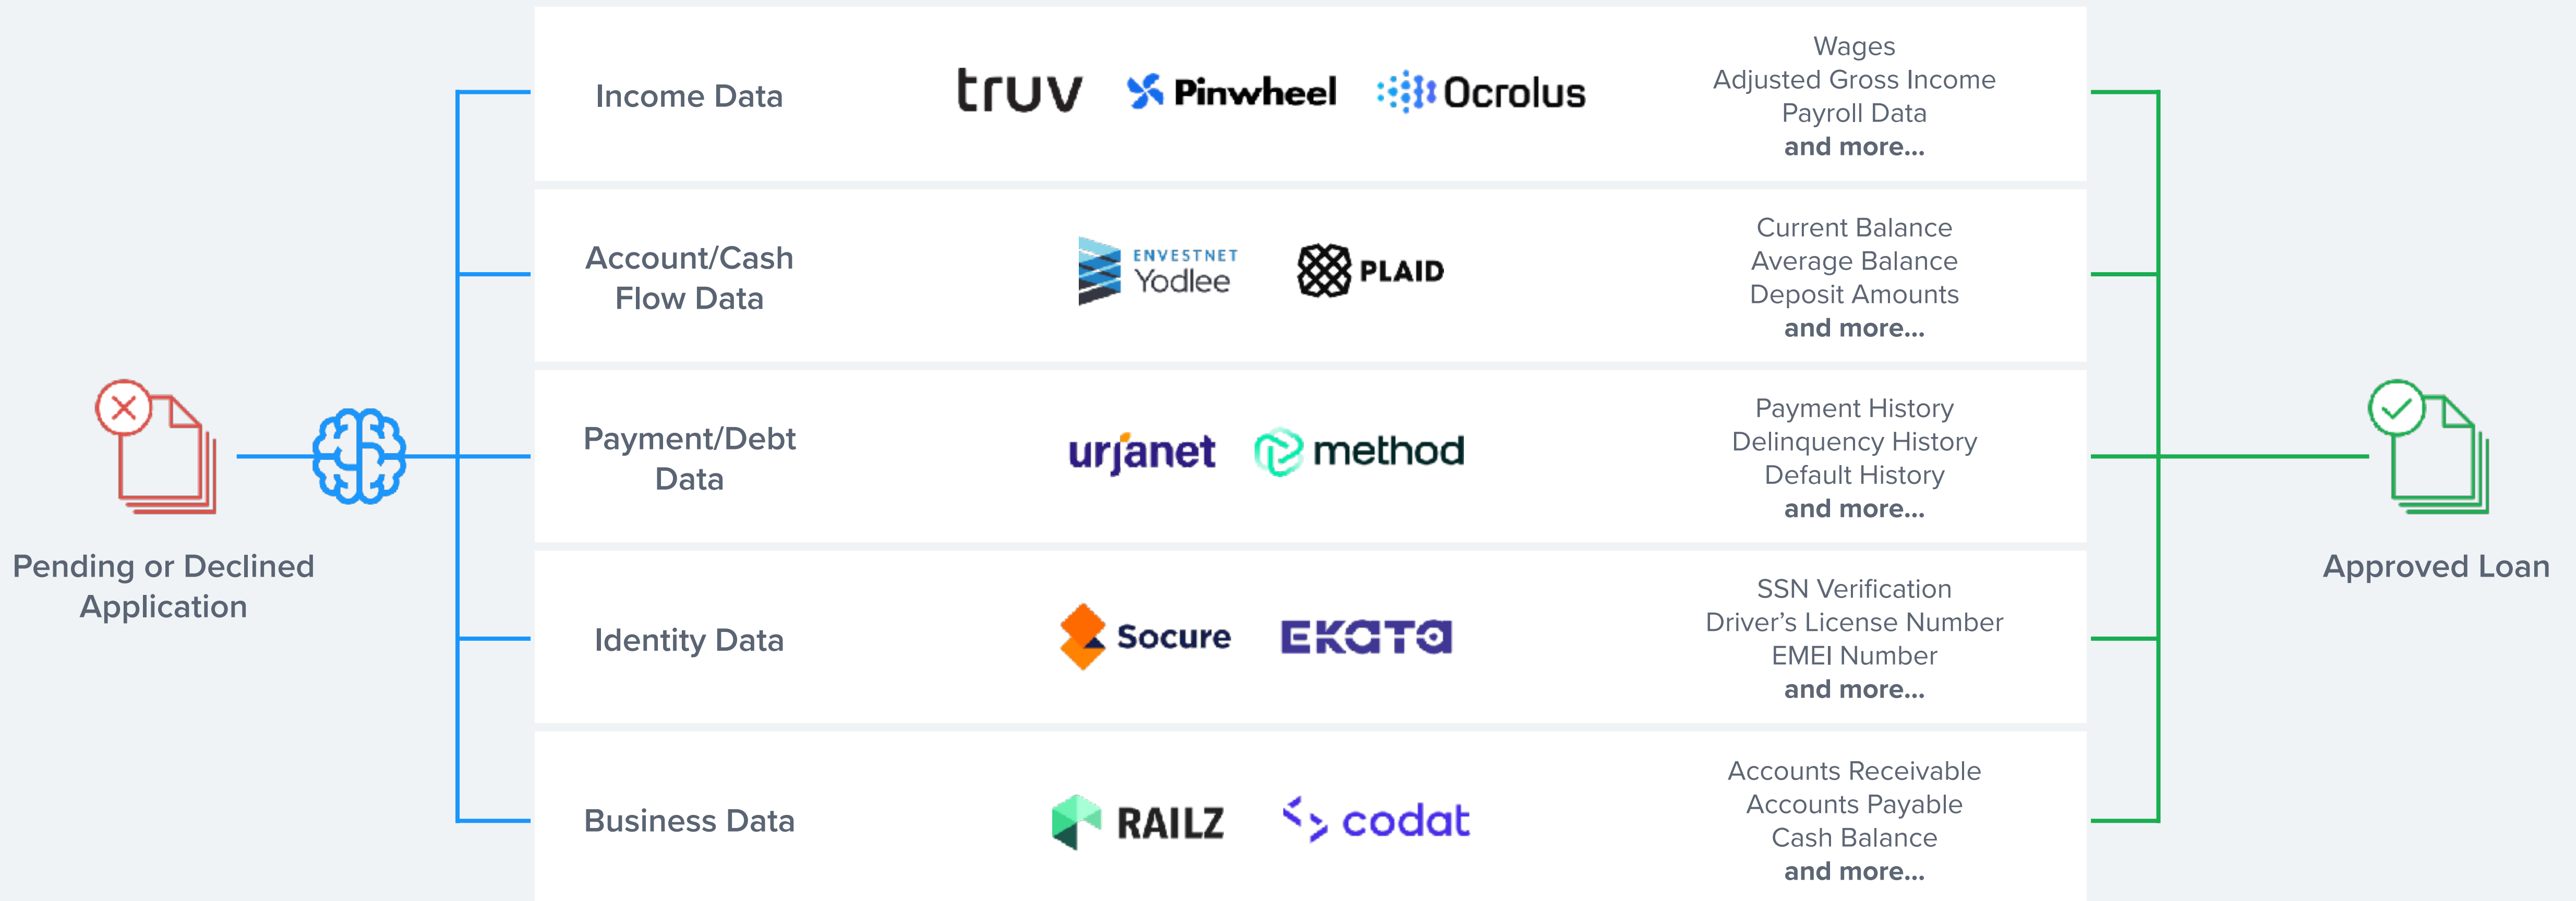 Pending or Declined
Application
Income Data
truv
Pinwheel
Ocrolus
Wages
Adjusted Gross Income
Payroll Data
and more...
Account/Cash
Flow Data
ENVESTNET
Yodlee
PLAID
Current Balance
Average Balance
Deposit Amounts
and more...
Payment/Debt
Data
urjanet
method
Payment History
Delinquency History
Default History
and more...
Identity Data
Socure
EKATA
SSN Verification
Driver’s License Number
EMEI Number
and more...
Business Data
RAILZ
codat
Accounts Receivable
Accounts Payable
Cash Balance
and more...
Approved Loan